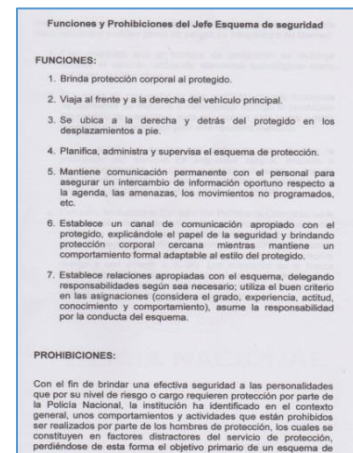 Funciones y Prohibiciones del Jefe Esquema de seguridad
FUNCIONES:
1. Brinda protección corporal al protegido.
2. Viaja al frente y a la derecha del vehículo principal.
3. Se ubica a la derecha y detrás del protegido en los
desplazamientos a pie.
4. Planifica, administra y supervisa el esquema de protección.
5. Mantiene comunicación permanente con el personal para
asegurar un intercambio de información oportuno respecto a
la agenda, las amenazas, los movimientos no programados,
etc.
6. Establece un canal de comunicación apropiado con el
protegido, explicándole el papel de la seguridad y brindando
protección corporal cercana mientras mantiene un
comportamiento formal adaptable al estilo del protegido.
7. Establece relaciones apropiadas con el esquema, delegando
responsabilidades según sea necesario; utiliza el buen criterio
en las asignaciones (considera el grado, experiencia, actitud,
conocimiento y comportamiento), asume la responsabilidad
por la conducta del esquema.
PROHIBICIONES:
Con el fin de brindar una efectiva seguridad a las personalidades
que por su nivel de riesgo o cargo requieren protección por parte de
la Policía Nacional, la institución ha identificado en el contexto
general, unos comportamientos y actividades que están prohibidos
ser realizados por parte de los hombres de protección, los cuales se
constituyen en factores distractores del servicio de protección,
perdiéndose de esta forma el objetivo primario de un esquema de